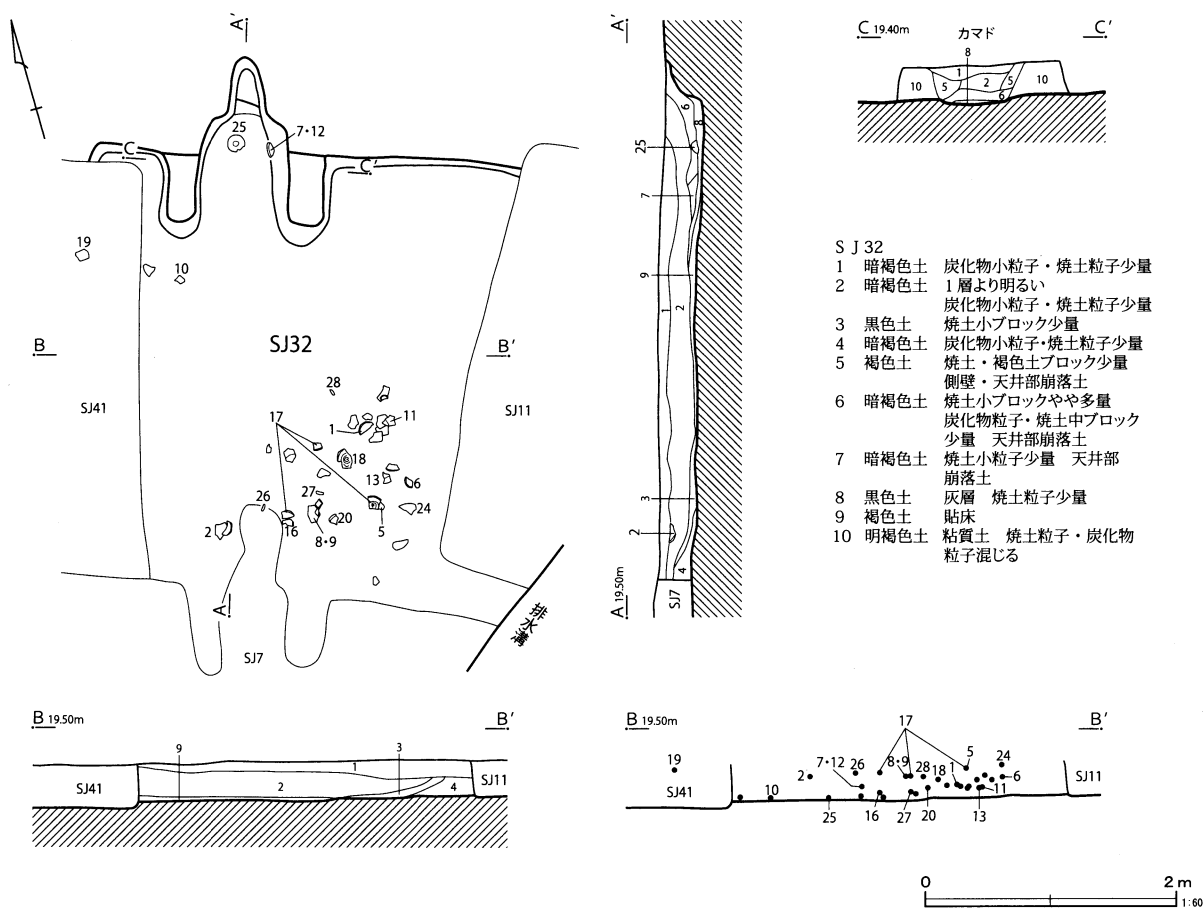 A'
25
7・12
C
C'
19
10
B
SJ32
B'
SJ41
SJ11
28
17
11
1
18
13
6
27
26
24
2
16
20
5
8・9
A
SJ7
排水溝
A'
6
8
25
7
9
1
2
3
2
4
A 19.50m
SJ7
C 19.40m
カマド
C'
8
1
10
5
2
5
10
6
SJ32
1 暗褐色土 炭化物小粒子・焼土粒子少量
2 暗褐色土 1層より明るい
炭化物小粒子・焼土粒子少量
3 黒色土 焼土小ブロック少量
4 暗褐色土 炭化物小粒子・焼土粒子少量
5 褐色土 焼土・褐色土ブロック少量
側壁・天井部崩落土
6 暗褐色土 焼土小ブロックやや多量
炭化物粒子・焼土中ブロック
少量 天井部崩落土
7 暗褐色土 焼土小粒子少量 天井部
崩落土
8 黒色土 灰層 焼土粒子少量
9 褐色土 貼床
10 明褐色土 粘質土 焼土粒子・炭化物
粒子混じる
B 19.50m
B'
9
3
1
SJ41
2
4
SJ11
B 19.50m
B'
17
19
7・12
26
8・9
28
5
24
2
18
1
6
SJ41
SJ11
10
11
25
16
27
20
13
0
2m
1:60